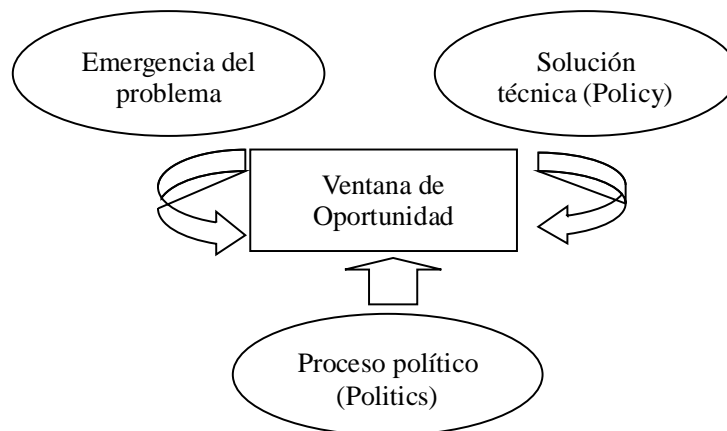 Emergencia del
problema
Solución
técnica (Policy)
Ventana de
Oportunidad
Proceso político
(Politics)